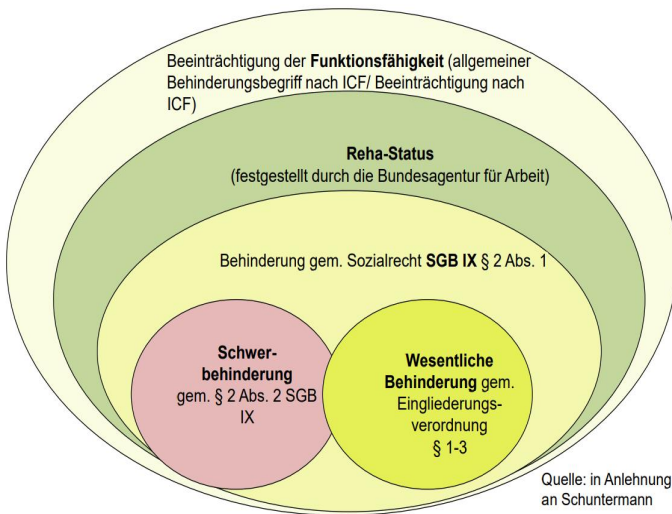 Beeinträchtigung der Funktionsfähigkeit (allgemeiner
Behinderungsbegriff nach ICF/ Beeinträchtigung nach
ICF)
Reha-Status
(festgestellt durch die Bundesagentur für Arbeit)
Behinderung gem. Sozialrecht SGB IX § 2 Abs. 1
Schwer-
behinderung
gem. § 2 Abs. 2 SGB
IX
Wesentliche
Behinderung gem.
Eingliederungs-
verordnung
§ 1-3
Quelle: in Anlehnung
an Schuntermann